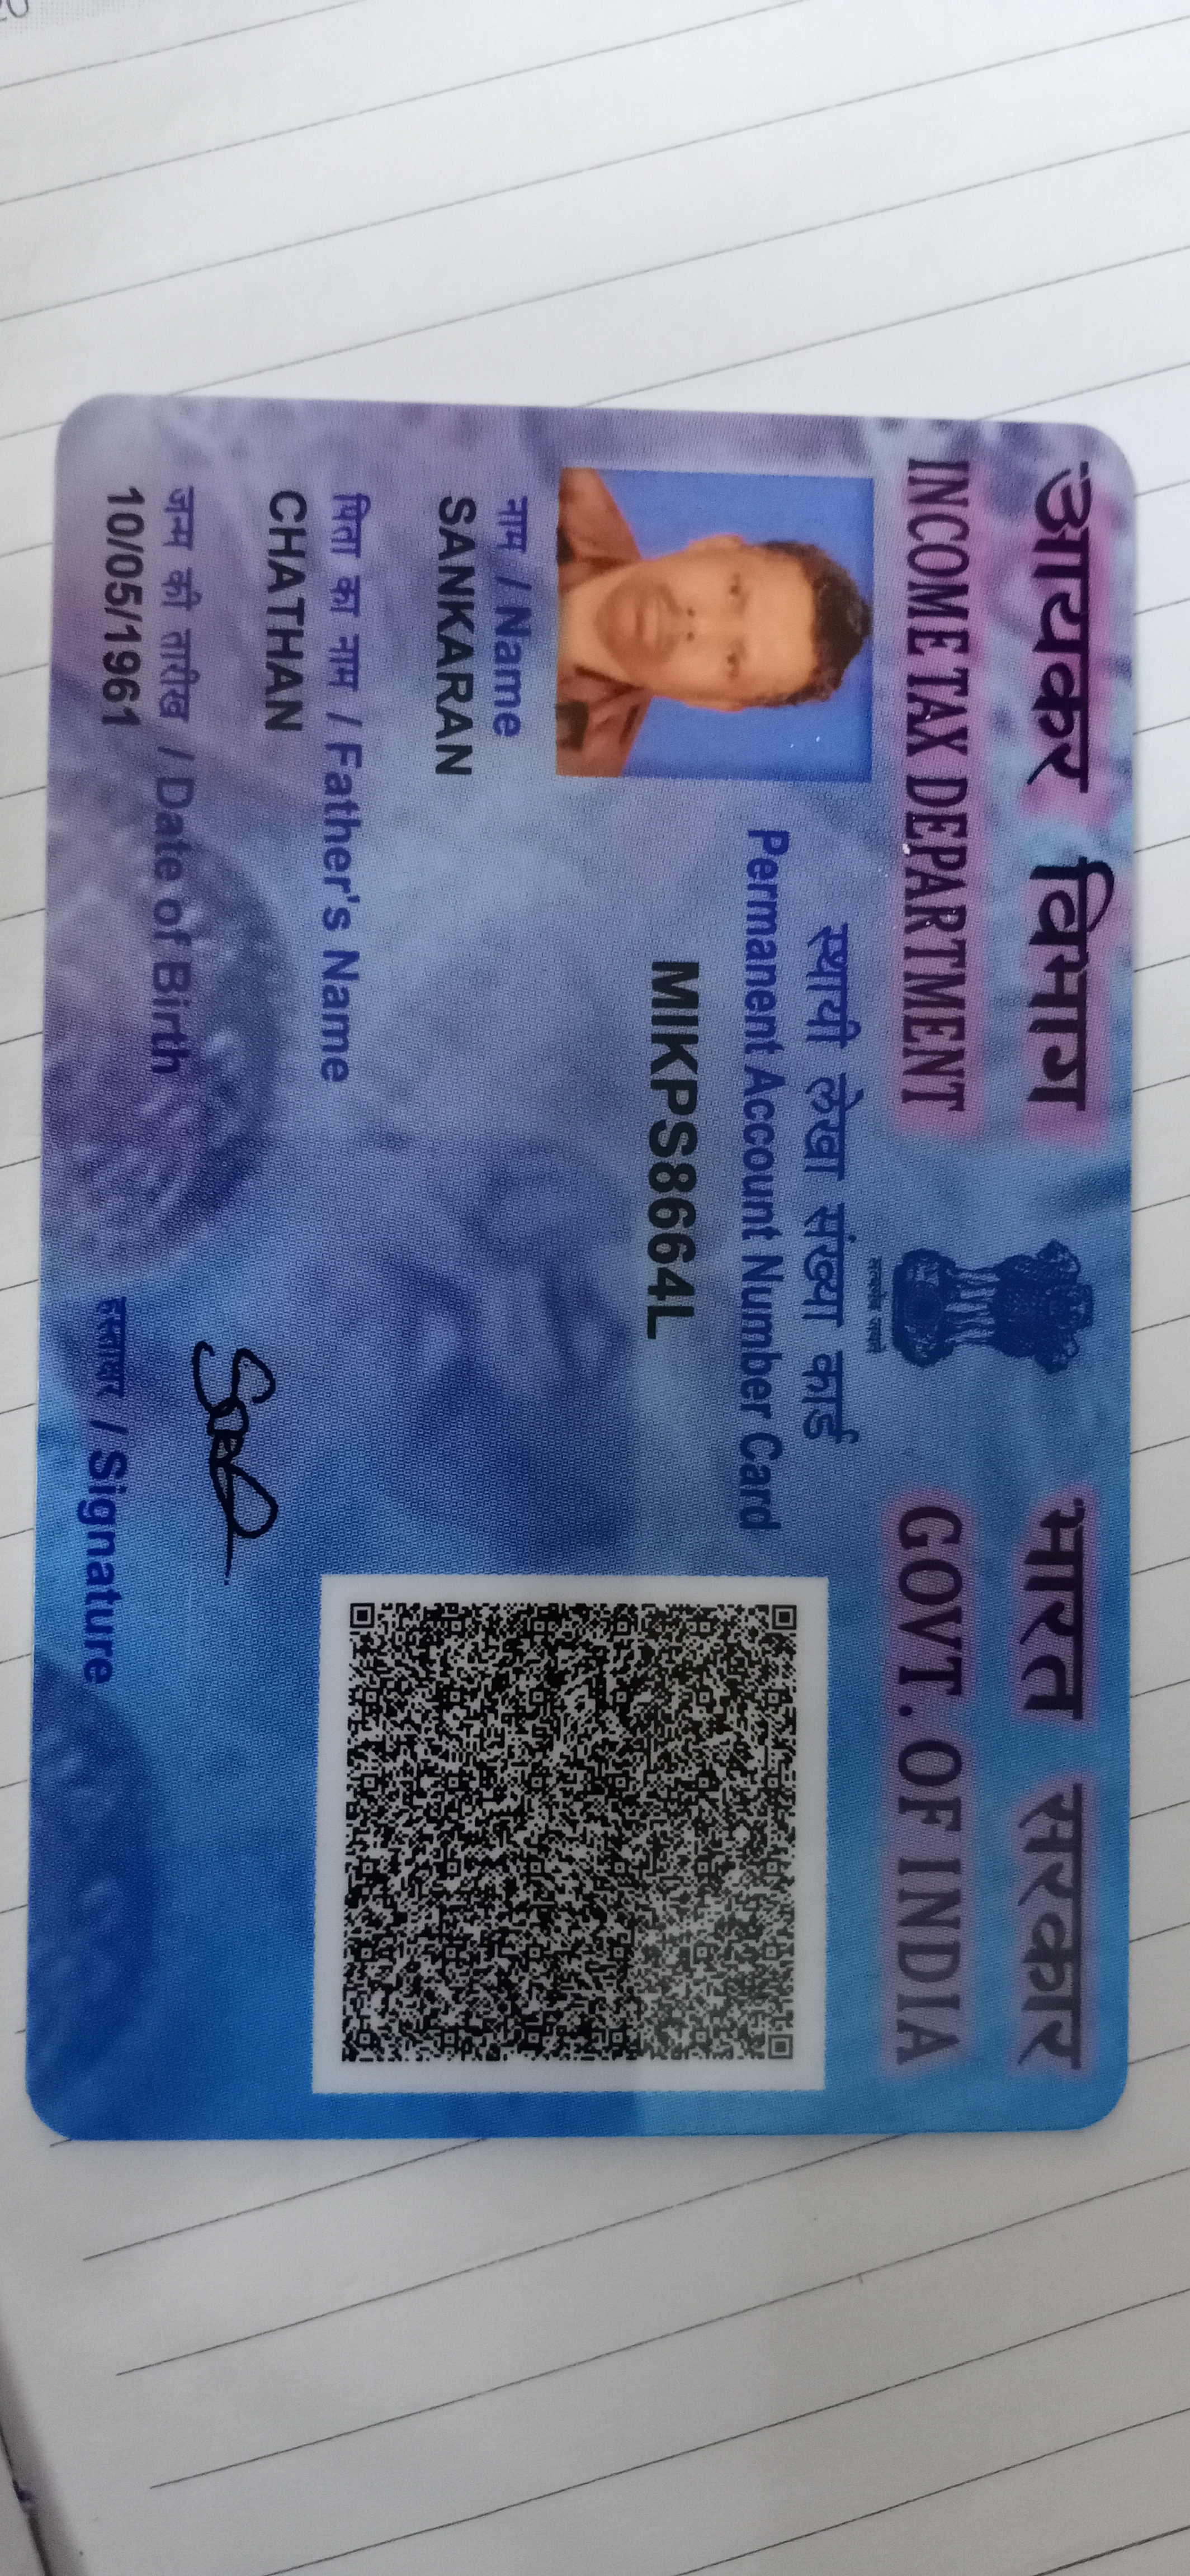 आयकर विभाग
INCOME TAX DEPARTMENT
सत्यमेव जयते
भारत सरकार
GOVT. OF INDIA
स्थायी लेखा संख्या कार्ड
Permanent Account Number Card
MIKPS8664L
नाम / Name
SANKARAN
पिता का नाम / Father's Name
CHATHAN
जन्म की तारीख / Date of Birth
10/05/1961
हस्ताक्षर / Signature